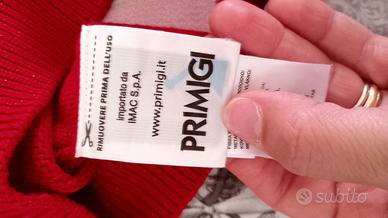 RIMUOVERE PRIMA DELL'USO
importato da
IMAC S.p.A.
www.primigi.it
PRIMIGI
subito